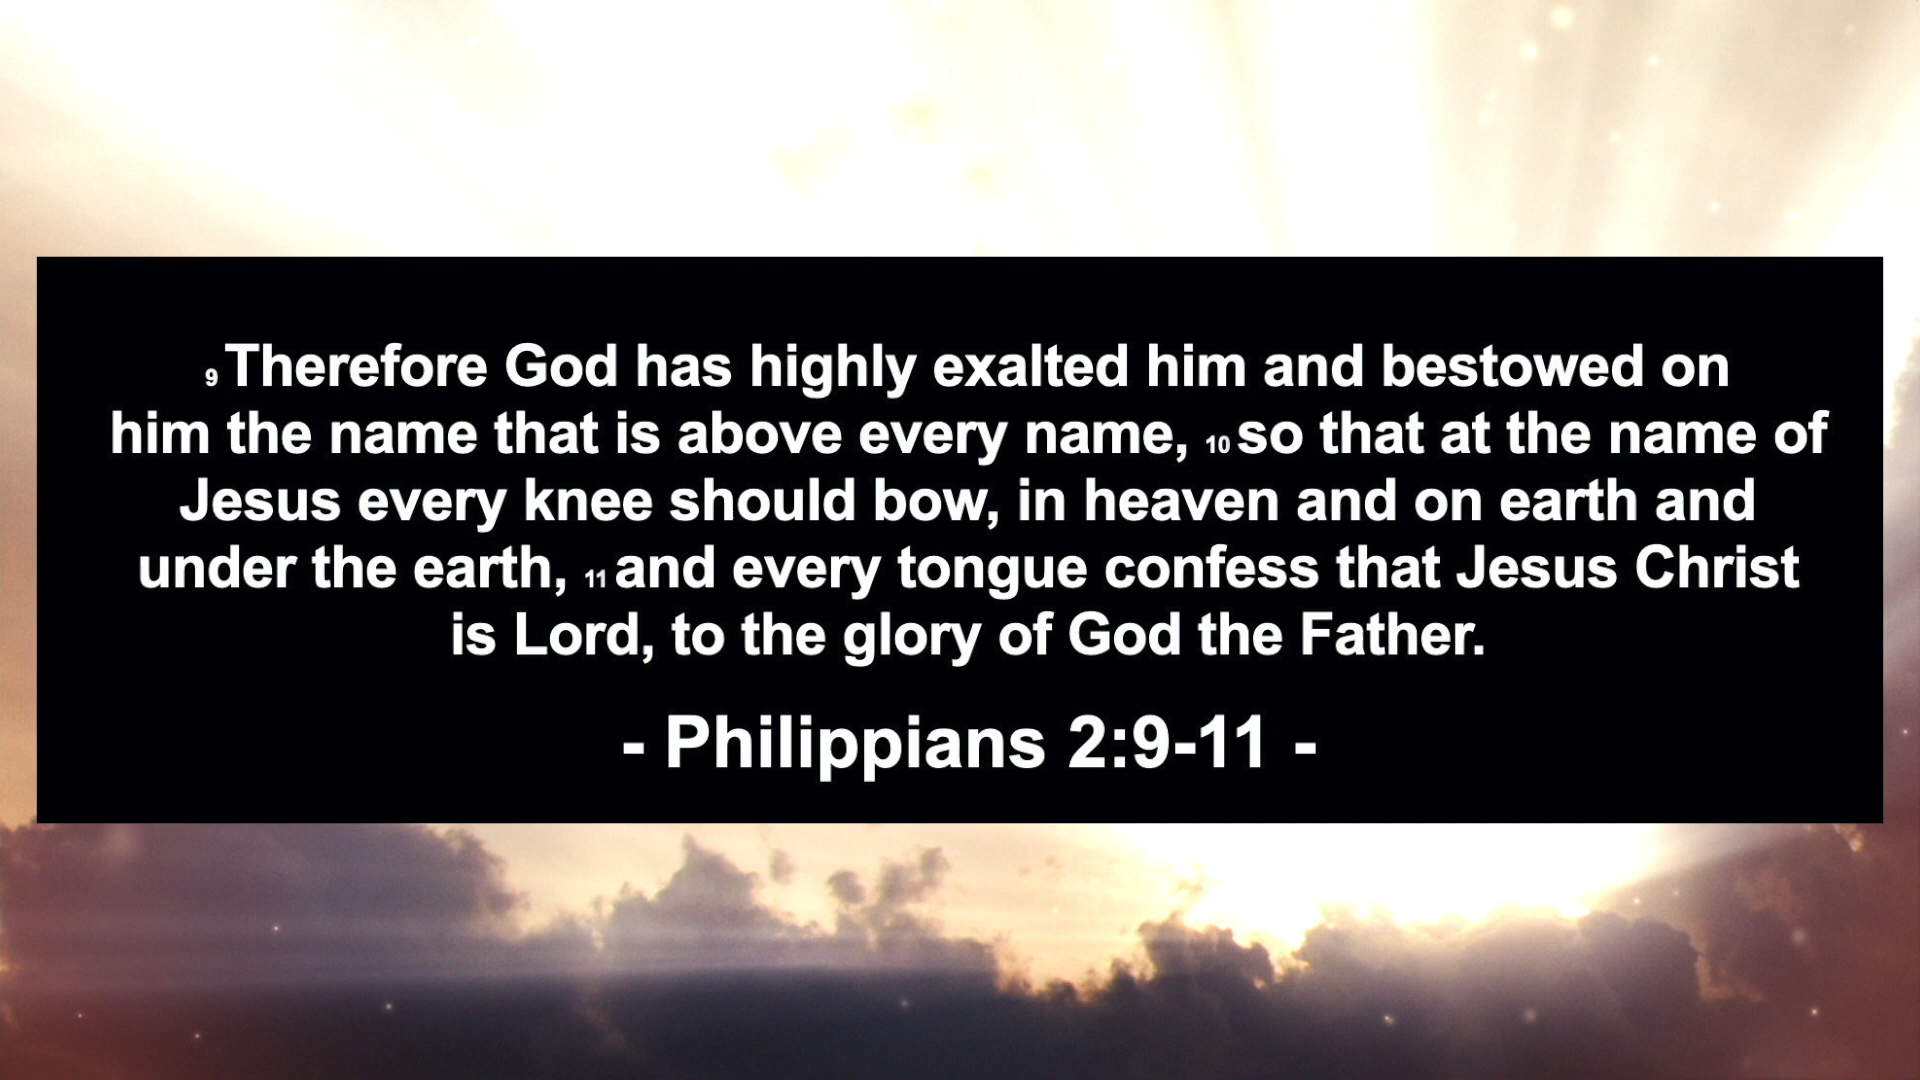 9 Therefore God has highly exalted him and bestowed on
him the name that is above every name, 10 so that at the name of
Jesus every knee should bow, in heaven and on earth and
under the earth, 11 and every tongue confess that Jesus Christ
is Lord, to the glory of God the Father.
- Philippians 2:9-11 -